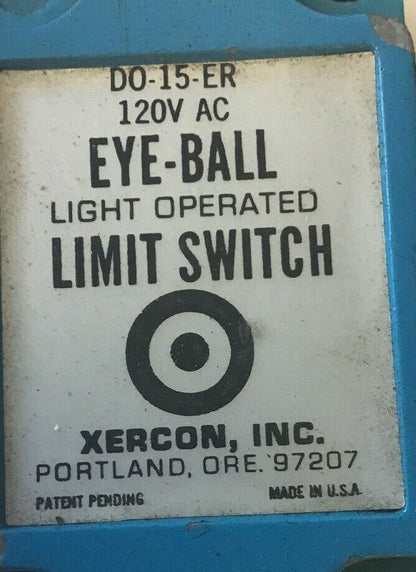 DO-15-ER
120V AC
EYE-BALL
LIGHT OPERATED
LIMIT SWITCH
XERCON, INC.
PORTLAND, ORE. 97207
PATENT PENDING MADE IN U.S.A.